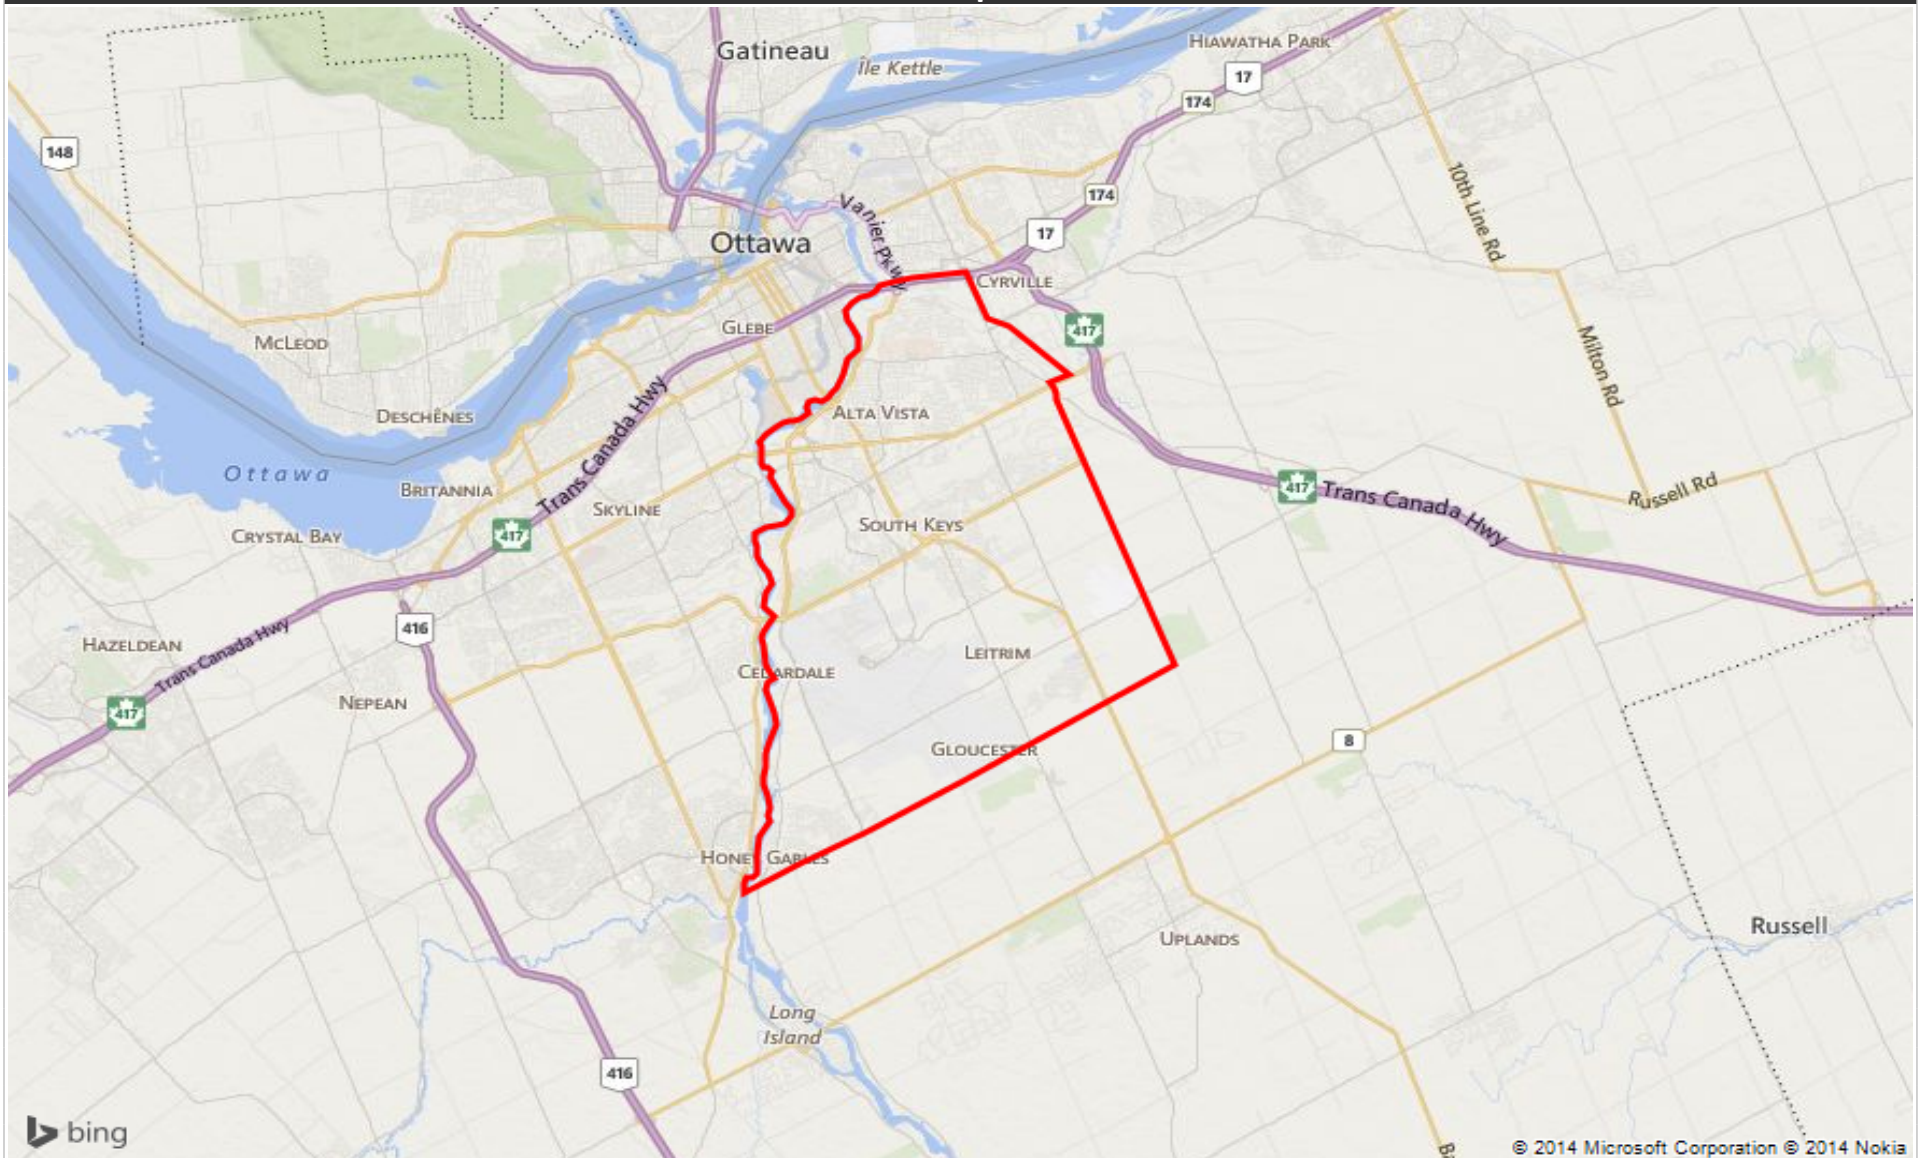 Gatineau
Île Kettle
HIAWATHA PARK
17
174
148
10th Line Rd
174
Vanier Pkwy
17
Ottawa
CYRVILLE
GLEBE
417
MCLEOD
Milton Rd
DESCHÊNES
ALTA VISTA
Trans Canada Hwy
Ottawa
BRITANNIA
417
Trans Canada Hwy
Russell Rd
SKYLINE
SOUTH KEYS
CRYSTAL BAY
417
416
HAZELDEAN
Trans Canada Hwy
LEITRIM
CEDARDALE
NEPEAN
417
GLOUCESTER
8
HONEY GABLES
Russell
UPLANDS
Long
Island
416
bing
© 2014 Microsoft Corporation © 2014 Nokia